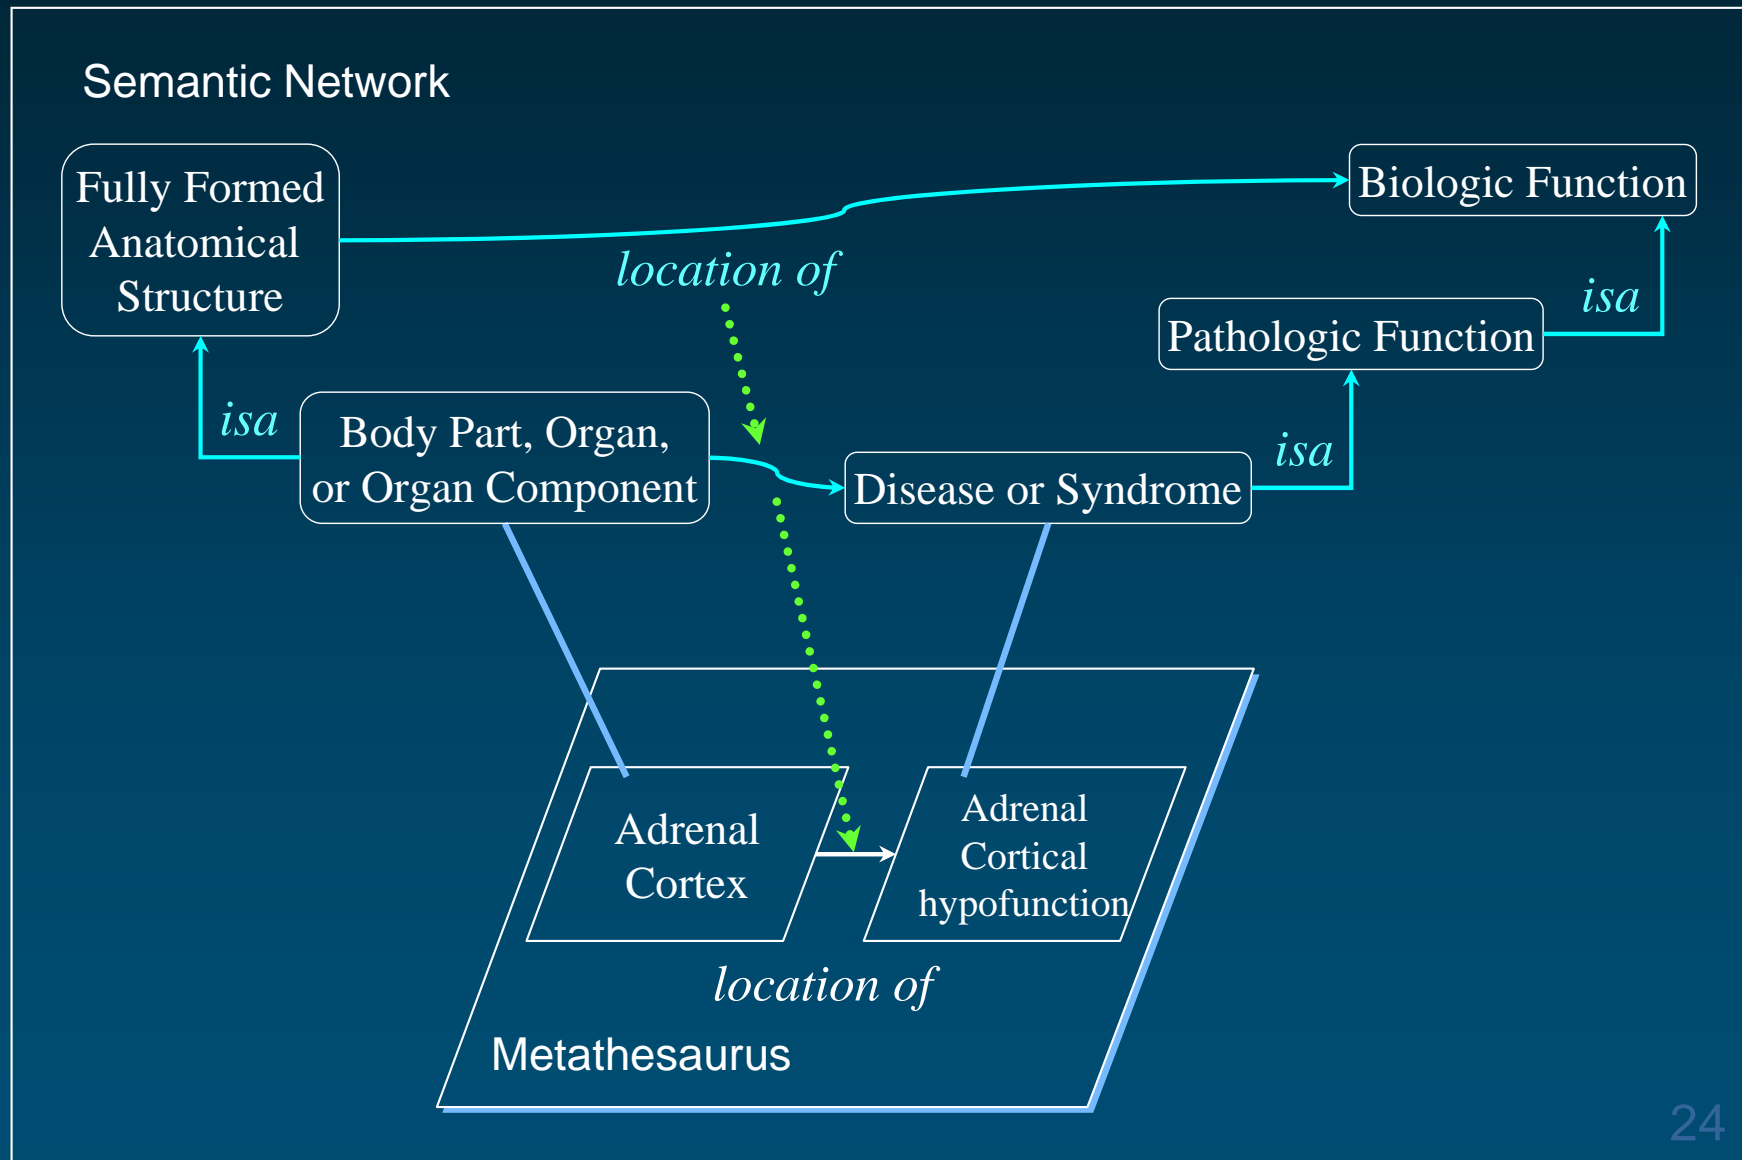 Semantic Network
Fully Formed
Anatomical
Structure
Biologic Function
location of
isa
Pathologic Function
isa
Body Part, Organ,
or Organ Component
isa
Disease or Syndrome
Adrenal
Cortex
Adrenal
Cortical
hypofunction
location of
Metathesaurus
24